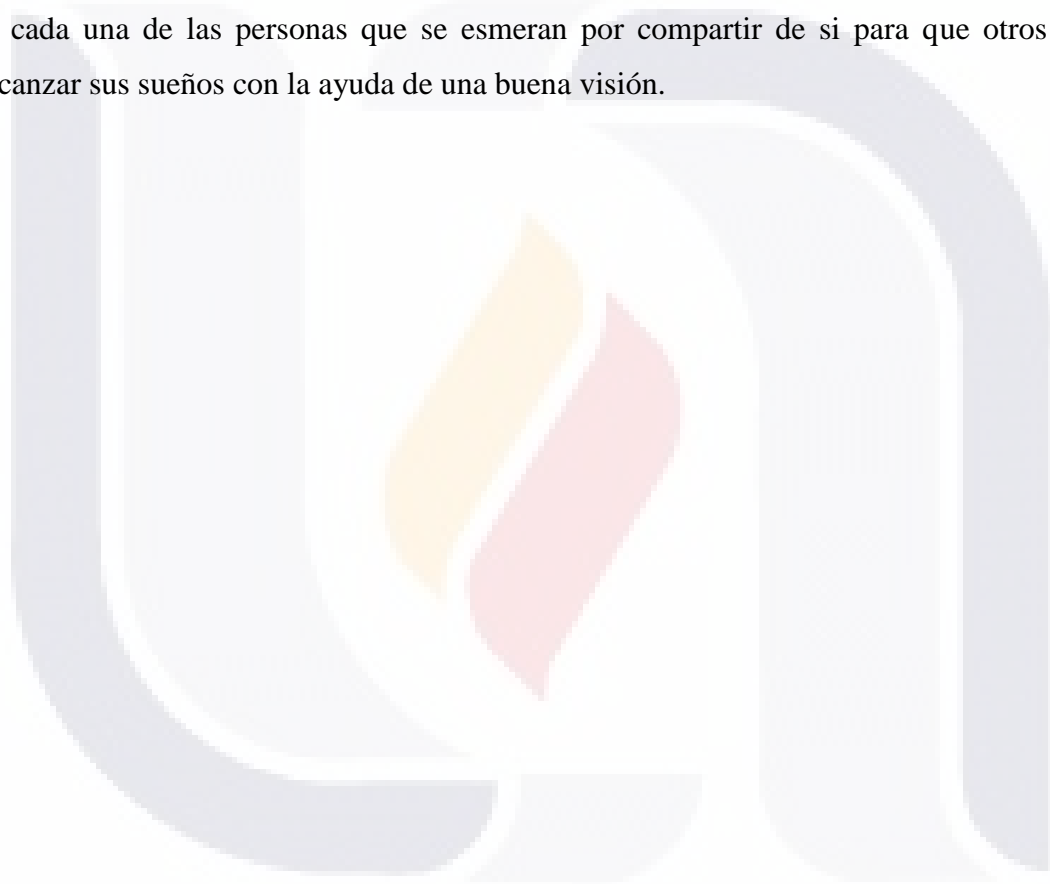 cada una de las personas que se esmeran por compartir de si para que otros
canzar sus sueños con la ayuda de una buena visión.